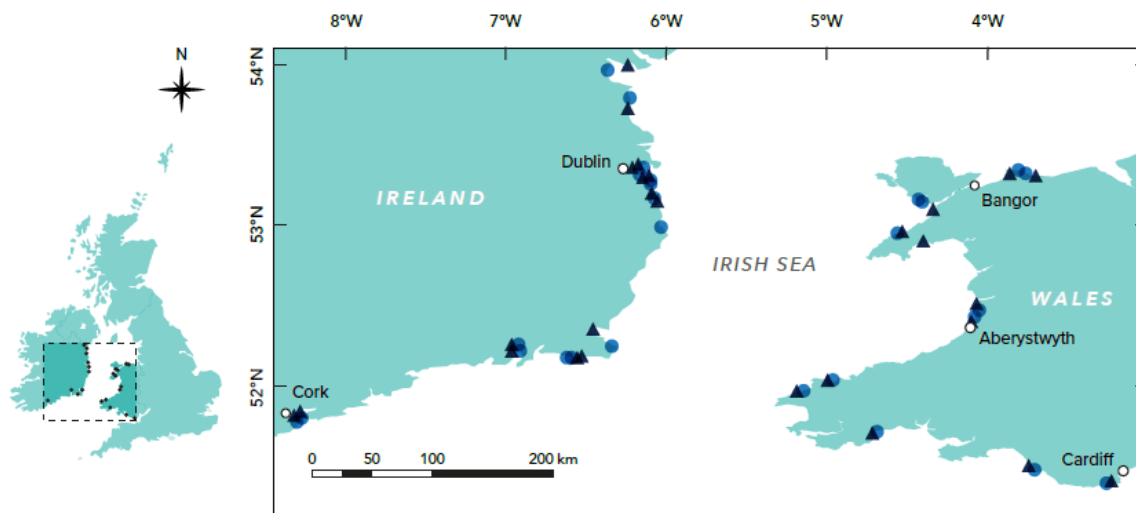 8°W 7°W 6°W 5°W 4°W
N
54°N
Dublin
IRELAND
Bangor
53°N
IRISH SEA
WALES
Aberystwyth
52°N
Cork
Cardiff
0 50 100 200 km